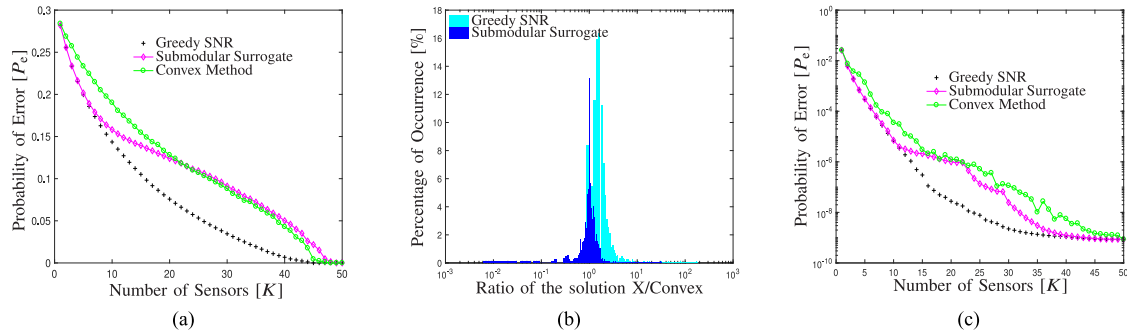 0,3
0,25
0,2
0,15
0,1
0,05
0
0
10
20
30
40
50
Probability of Error [Pe]
Number of Sensors [K]
Greedy SNR
Submodular Surrogate
Convex Method
(a)
18
16
14
12
10
8
6
4
2
0
10⁻³
10⁻²
10⁻¹
10⁰
10¹
10²
10³
Percentage of Occurrence [%]
Ratio of the solution X/Convex
Greedy SNR
Submodular Surrogate
(b)
10⁰
10⁻²
10⁻⁴
10⁻⁶
10⁻⁸
10⁻¹⁰
0
5
10
15
20
25
30
35
40
45
50
Probability of Error [Pe]
Number of Sensors [K]
Greedy SNR
Submodular Surrogate
Convex Method
(c)